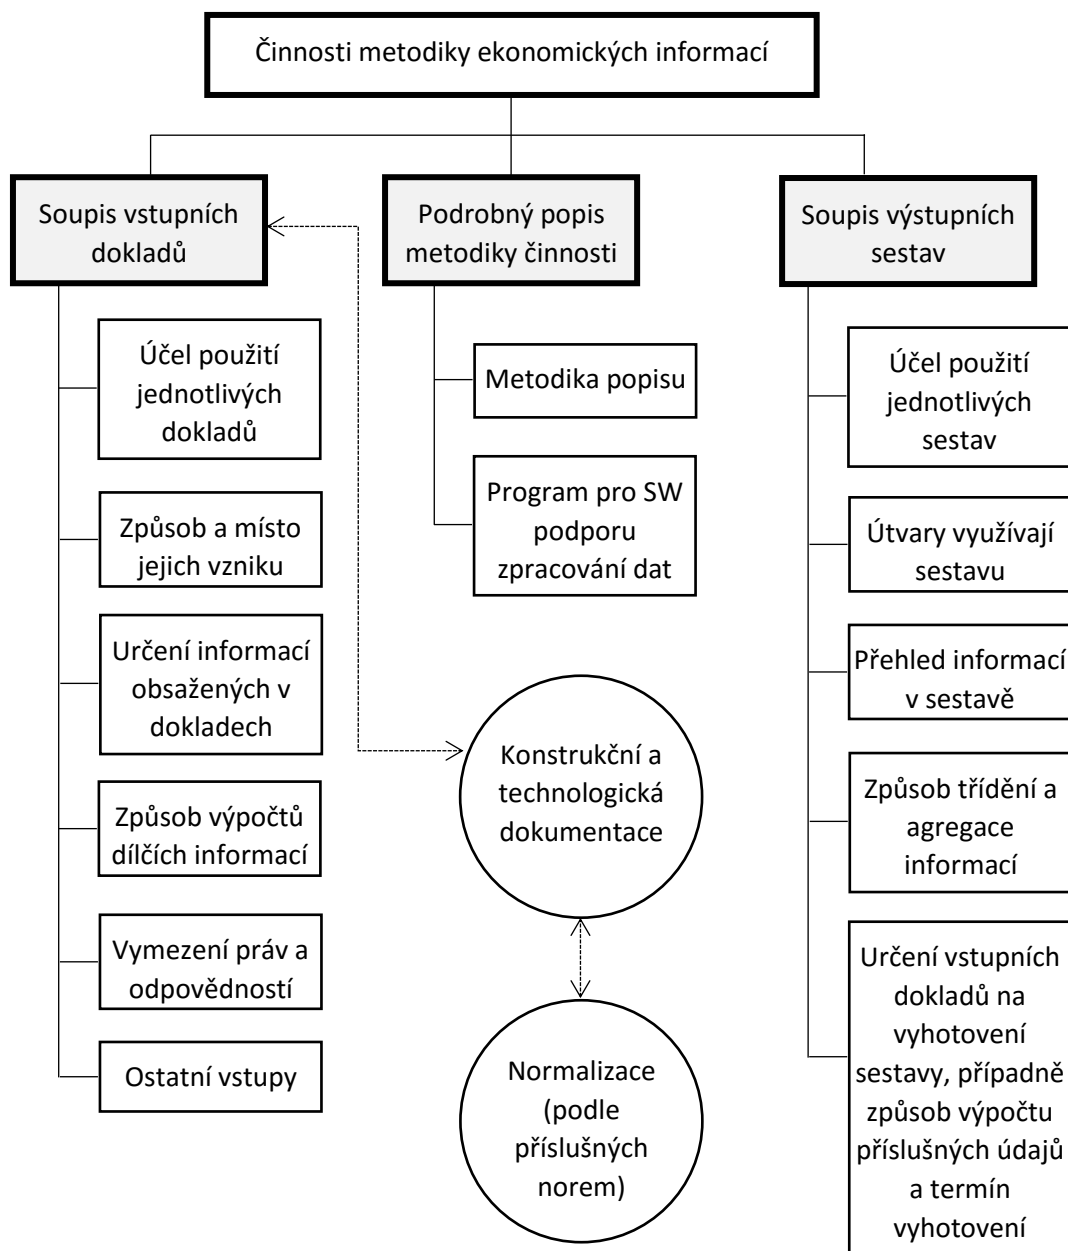 Činnosti metodiky ekonomických informací
Soupis vstupních
dokladů
Účel použití
jednotlivých
dokladů
Způsob a místo
jejich vzniku
Určení informací
obsažených v
dokladech
Způsob výpočtů
dílčích informací
Vymezení práv a
odpovědností
Ostatní vstupy
Podrobný popis
metodiky činnosti
Metodika popisu
Program pro SW
podporu
zpracování dat
Konstrukční a
technologická
dokumentace
Normalizace
(podle
příslušných
norem)
Soupis výstupních
sestav
Účel použití
jednotlivých
sestav
Útvary využívají
sestavu
Přehled informací
v sestavě
Způsob třídění a
agregace
informací
Určení vstupních
dokladů na
vyhotovení
sestavy, případně
způsob výpočtu
příslušných údajů
a termín
vyhotovení